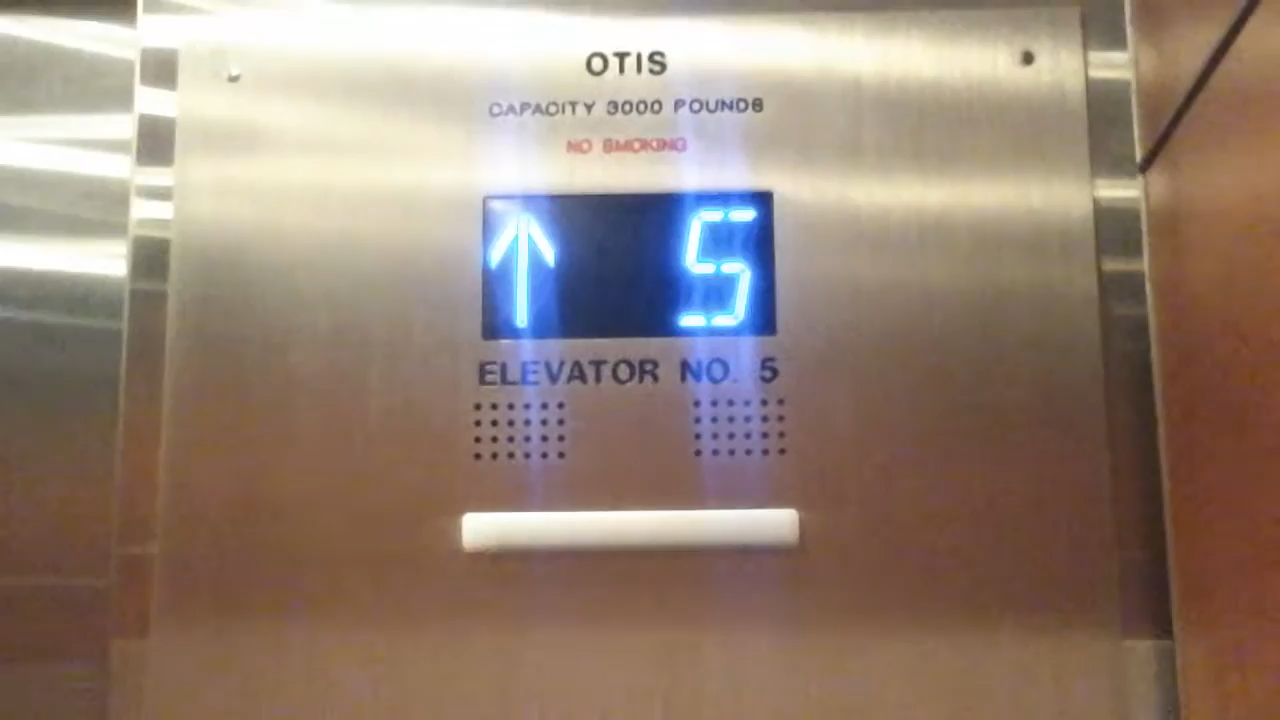 OTIS
CAPACITY 3000 POUNDS
NO SMOKING
↑ 5
ELEVATOR NO. 5